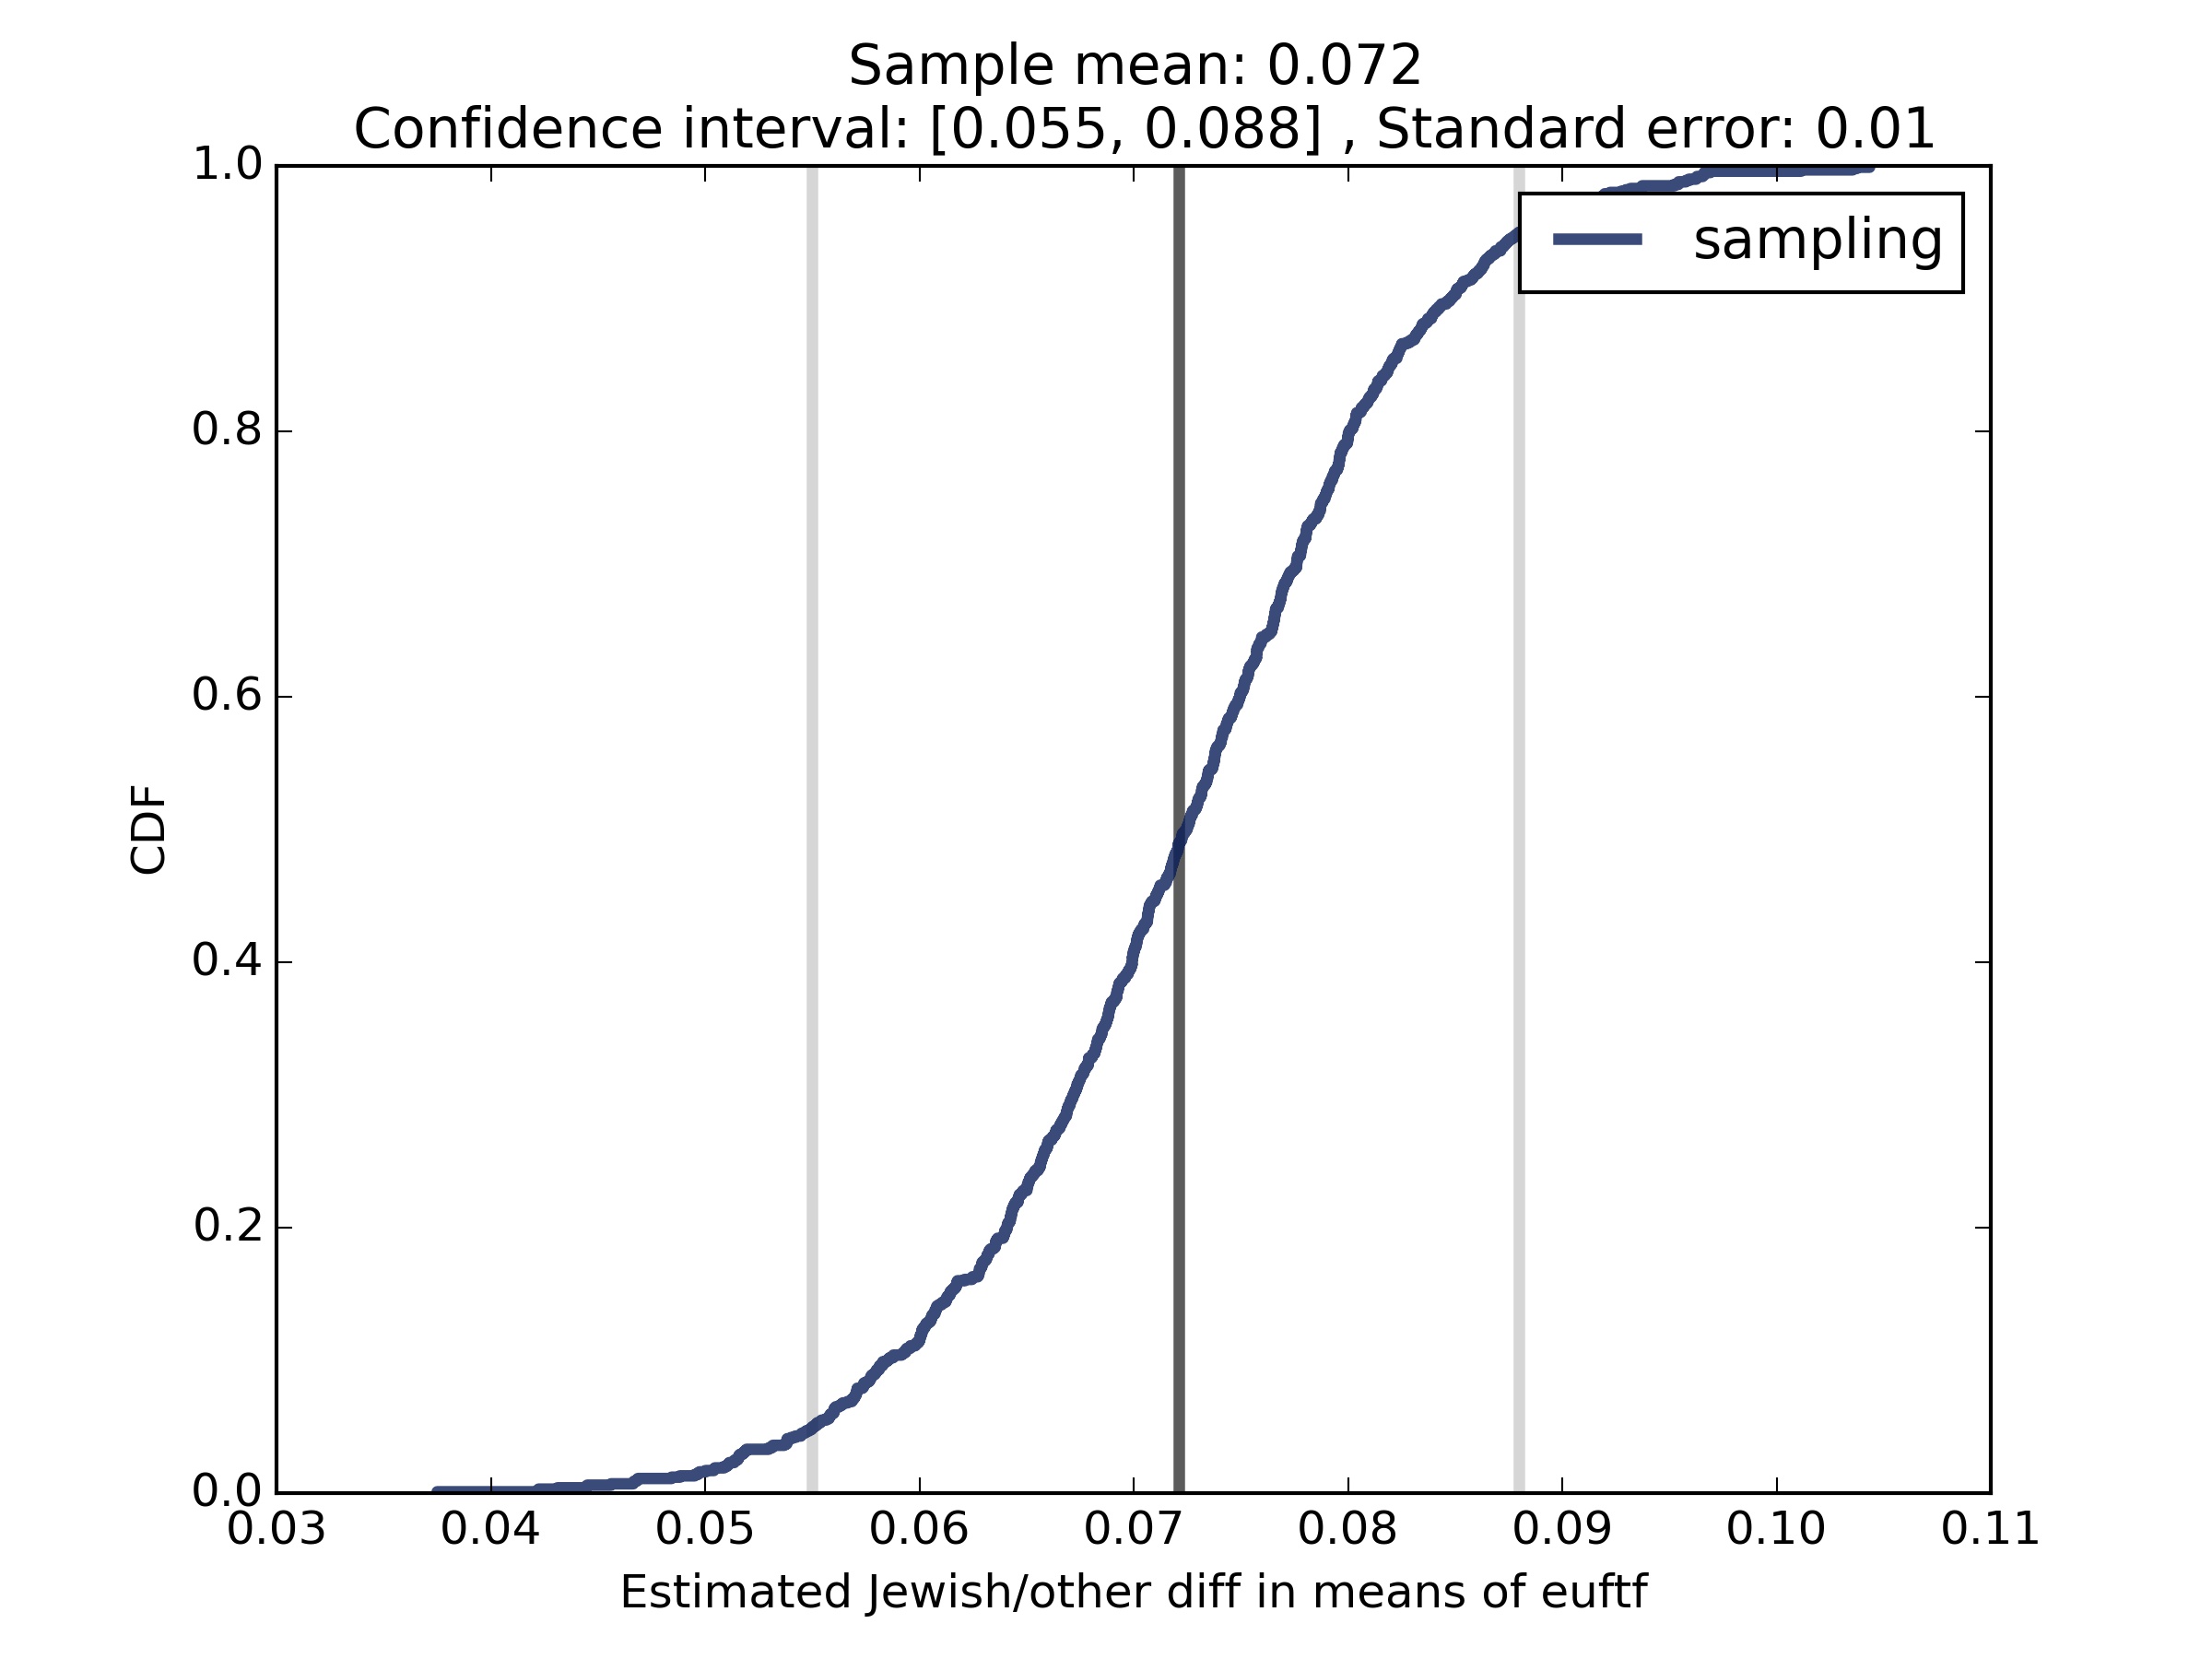 Sample mean: 0.072
Confidence interval: [0.055, 0.088] , Standard error: 0.01
1.0
sampling
0.8
0.6
CDF
0.4
0.2
0.0
0.03 0.04 0.05 0.06 0.07 0.08 0.09 0.10 0.11
Estimated Jewish/other diff in means of euftf